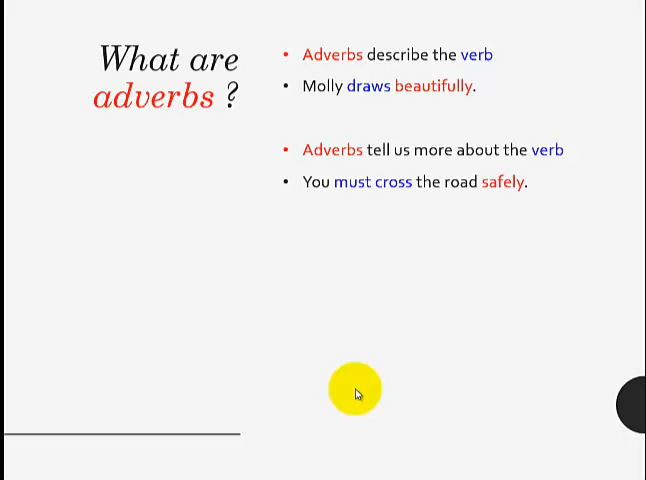 What are
adverbs ?
• Adverbs describe the verb
• Molly draws beautifully.
• Adverbs tell us more about the verb
• You must cross the road safely.